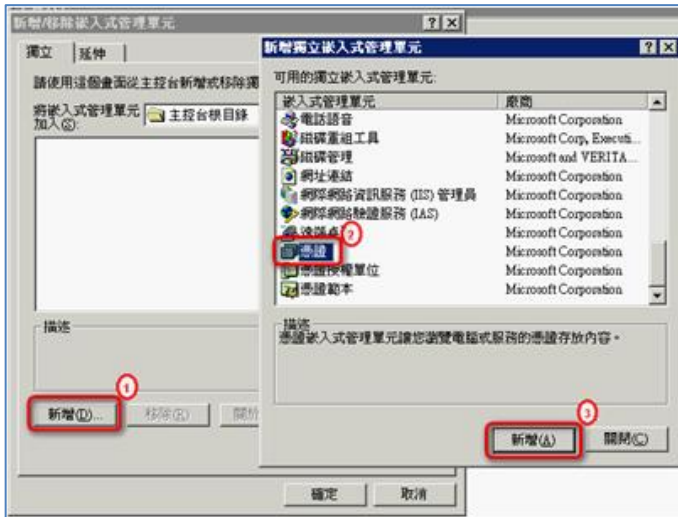 新增/移除嵌入式管理單元
獨立
延伸
請使用這個畫面從主控台新增或移除獨
將嵌入式管理單元加入(S):
主控台根目錄
描述
1
新增(D)...
移除(R)
關於
確定
取消
新增獨立嵌入式管理單元
可用的獨立嵌入式管理單元:
嵌入式管理單元 廠商
電話語音 Microsoft Corporation
磁碟重組工具 Microsoft Corp, Executi...
磁碟管理 Microsoft and VERITA...
網址連結 Microsoft Corporation
網際網路資訊服務 (IIS) 管理員 Microsoft Corporation
網際網路驗證服務 (IAS) Microsoft Corporation
2
Microsoft Corporation
憑證 Microsoft Corporation
憑證授權單位 Microsoft Corporation
憑證範本 Microsoft Corporation
描述
憑證嵌入式管理單元讓您瀏覽電腦或服務的憑證存放內容。
3
新增(A)
關閉(C)